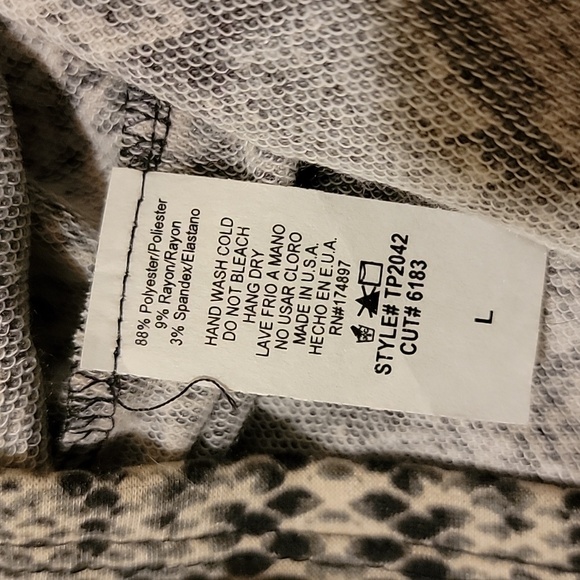 88% Polyester/Poliester
9% Rayon/Rayon
3% Spandex/Elastano
HAND WASH COLD
DO NOT BLEACH
HANG DRY
LAVE FRIO A MANO
NO USAR CLORO
MADE IN U.S.A.
HECHO EN E.U.A.
RN#174897
STYLE# TP2042
CUT# 6183
L